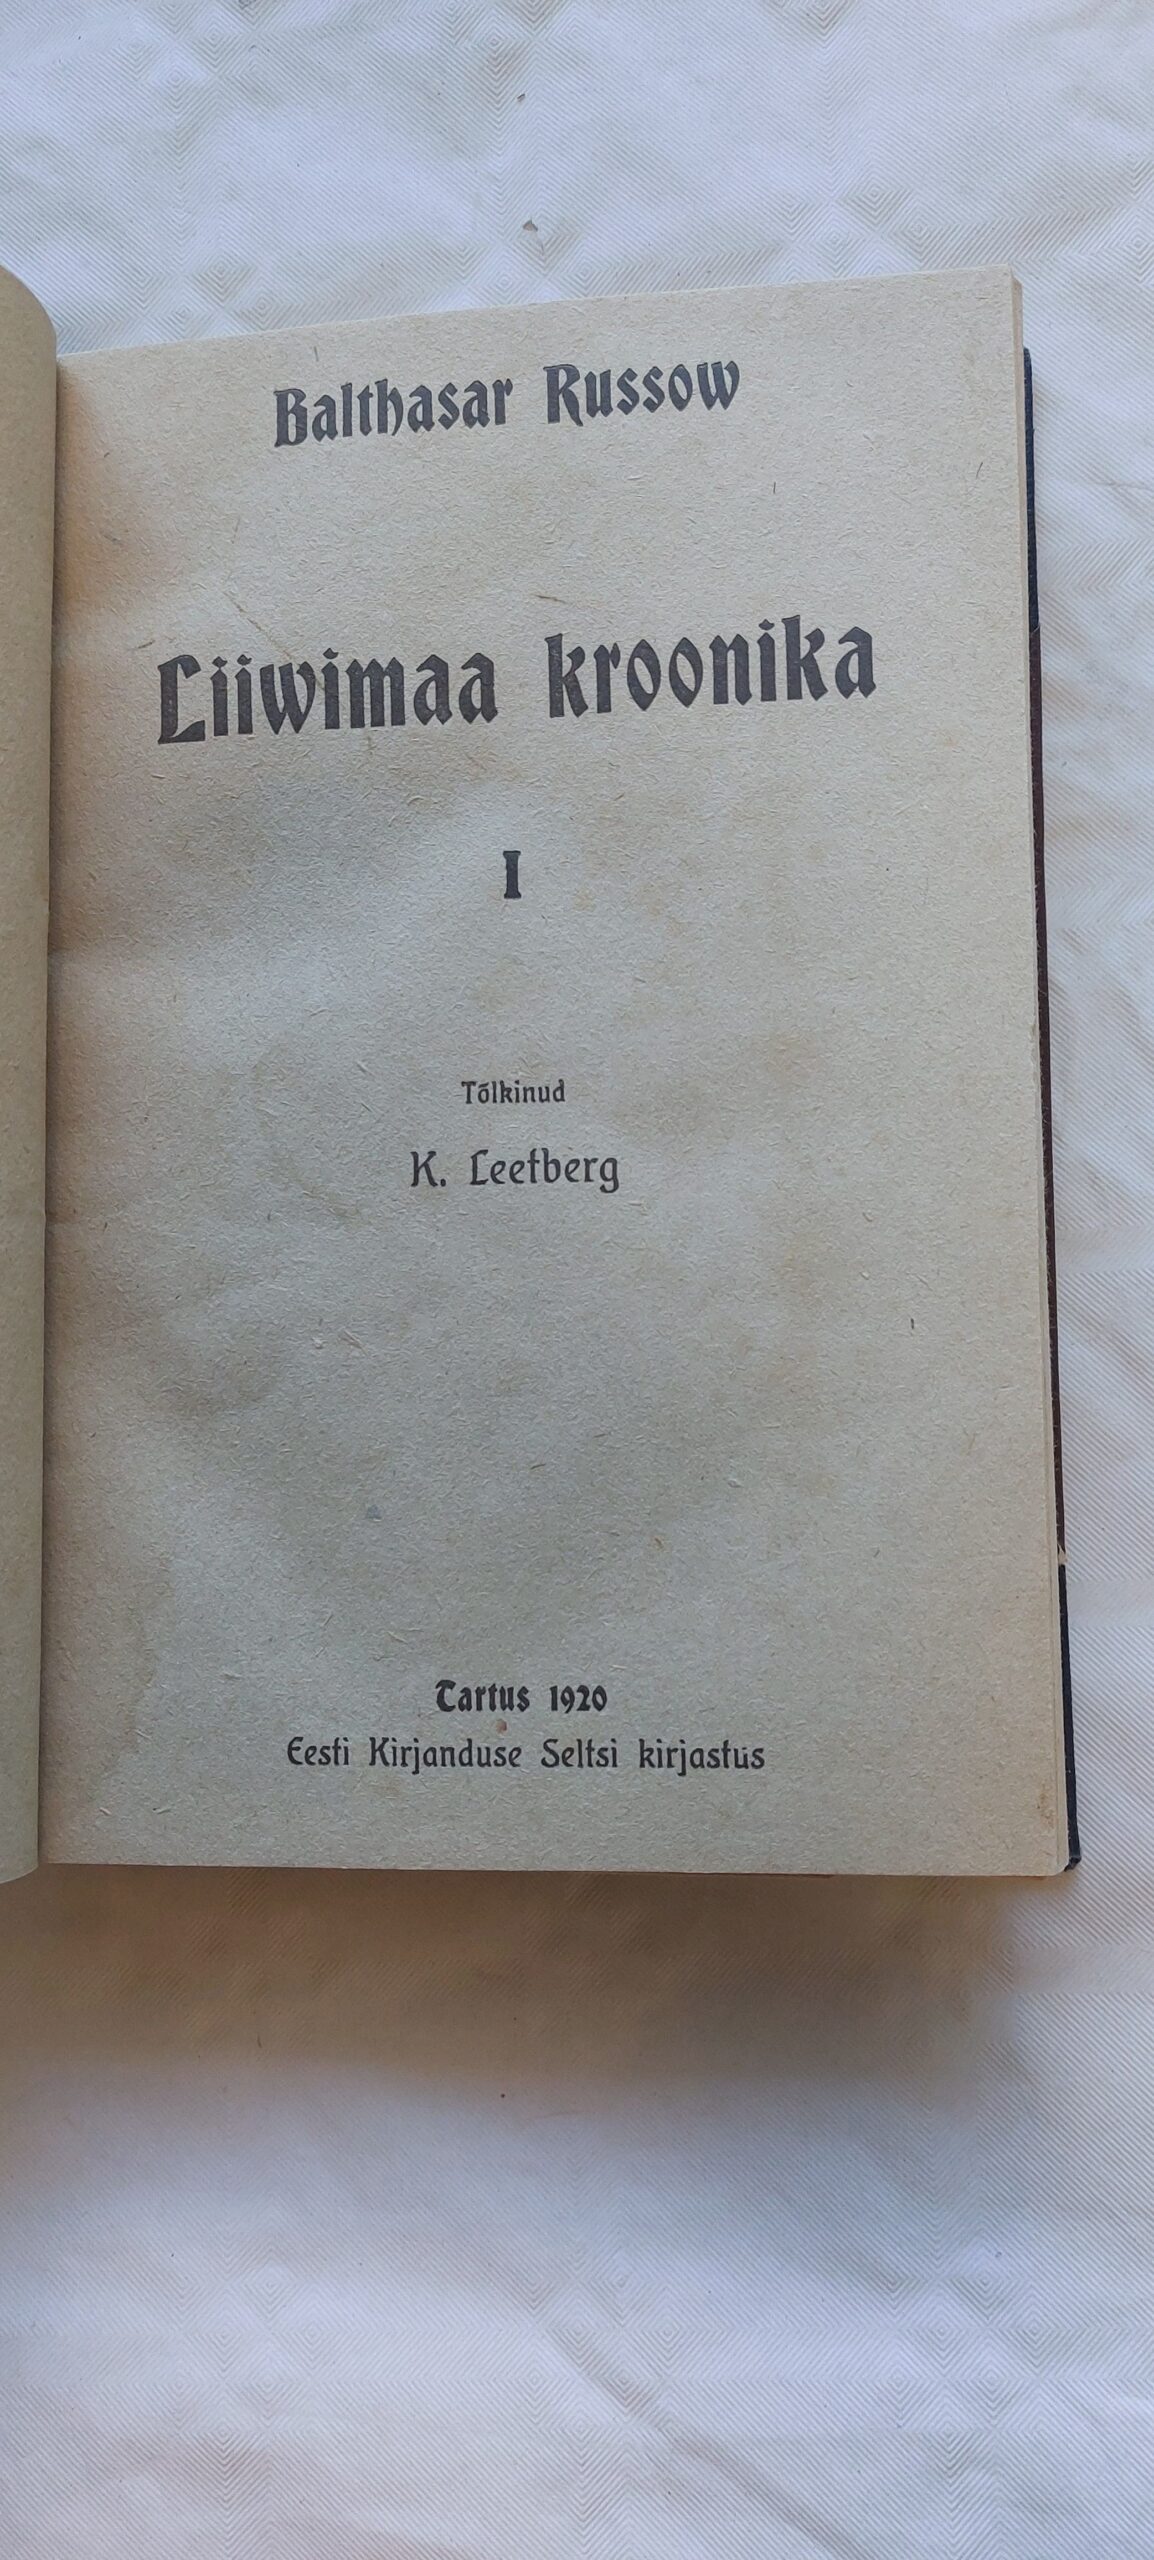 Balthasar Russow
Liiwimaa kroonika
I
Tõlkinud
K. Leetberg
Tartus 1920
Eesti Kirjanduse Seltsi kirjastus